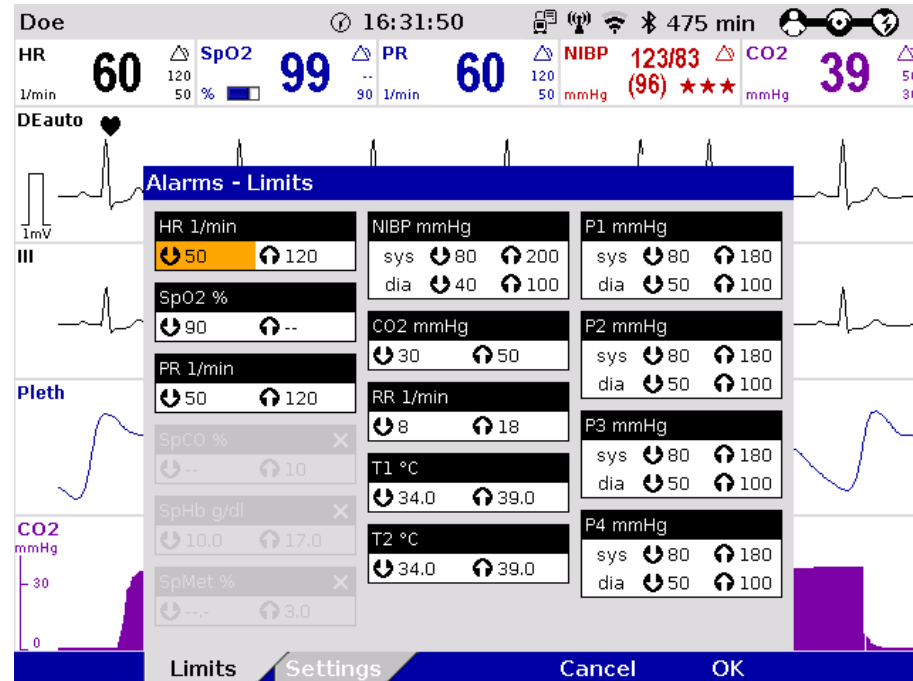 Doe 16:31:50 475 min
HR 60 120 50 1/min
SpO2 99 -- 90 %
PR 60 120 50 1/min
NIBP 123/83 (96) ★★★ mmHg
CO2 39 mmHg
DEauto
1mV
III
Pleth
CO2
mmHg
30
0
Alarms - Limits
HR 1/min
50 120
SpO2 %
90 --
PR 1/min
50 120
SpCO % ×
-- 10
SpHb g/dl ×
10.0 17.0
SpMet % ×
--.- 3.0
NIBP mmHg
sys 80 200
dia 40 100
CO2 mmHg
30 50
RR 1/min
8 18
T1 °C
34.0 39.0
T2 °C
34.0 39.0
P1 mmHg
sys 80 180
dia 50 100
P2 mmHg
sys 80 180
dia 50 100
P3 mmHg
sys 80 180
dia 50 100
P4 mmHg
sys 80 180
dia 50 100
Limits Settings Cancel OK